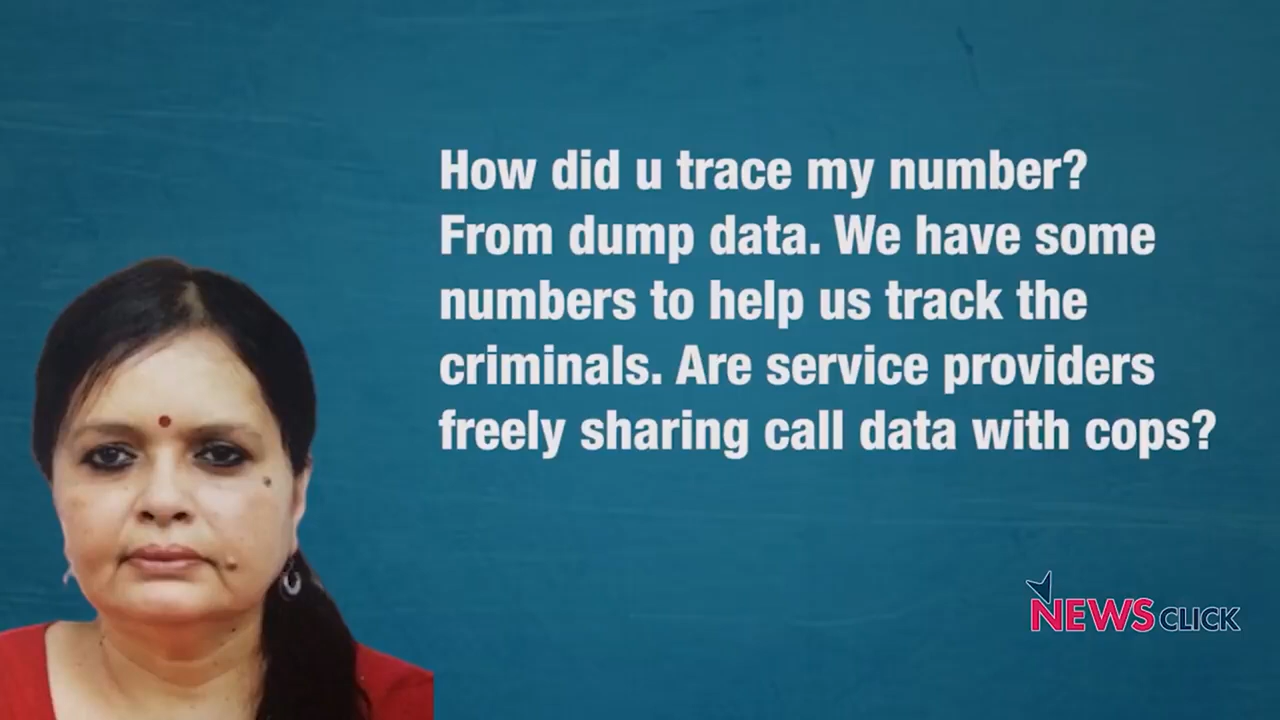 How did u trace my number?
From dump data. We have some
numbers to help us track the
criminals. Are service providers
freely sharing call data with cops?
NEWSCLICK